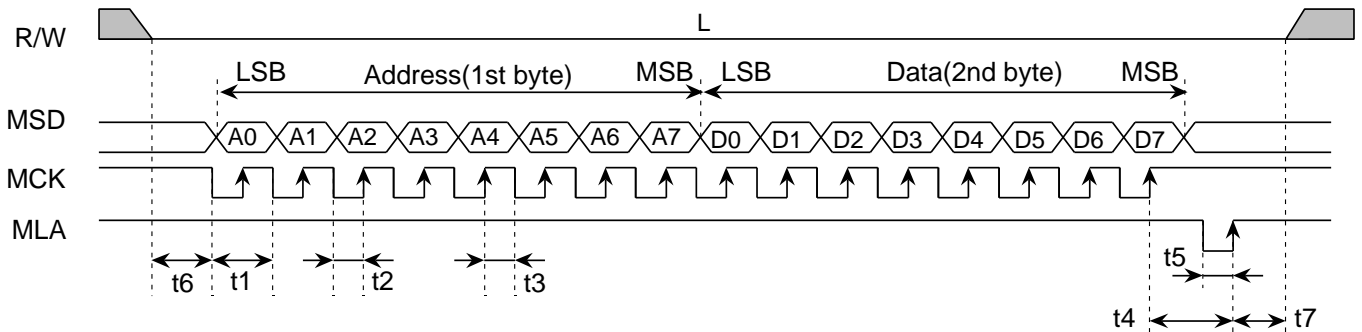 R/W L
LSB Address(1st byte) MSB LSB Data(2nd byte) MSB
MSD A0 A1 A2 A3 A4 A5 A6 A7 D0 D1 D2 D3 D4 D5 D6 D7
MCK
MLA
t6 t1 t2 t3 t5
t4 t7